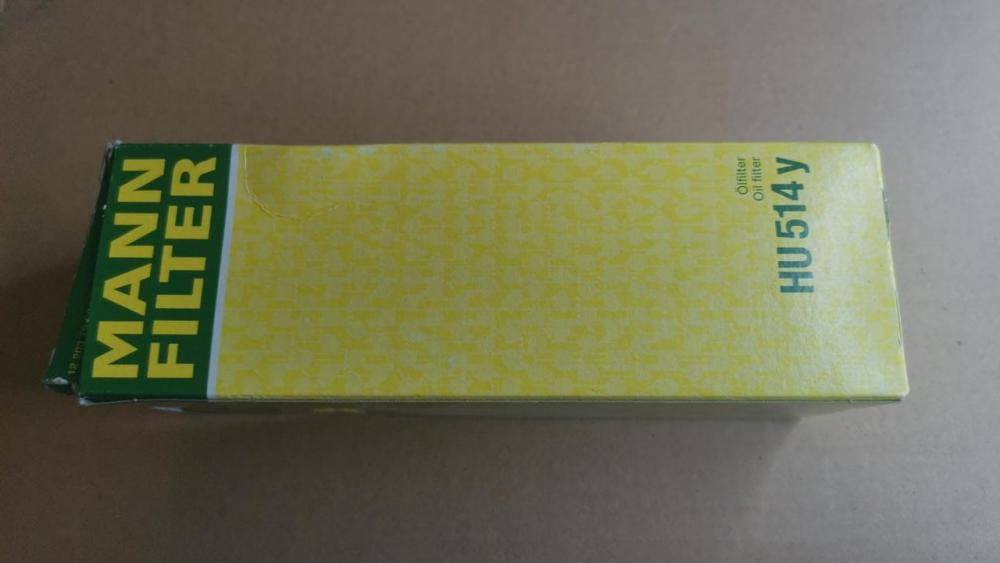 MANN
FILTER
Ölfilter
Oil filter
HU 514 y